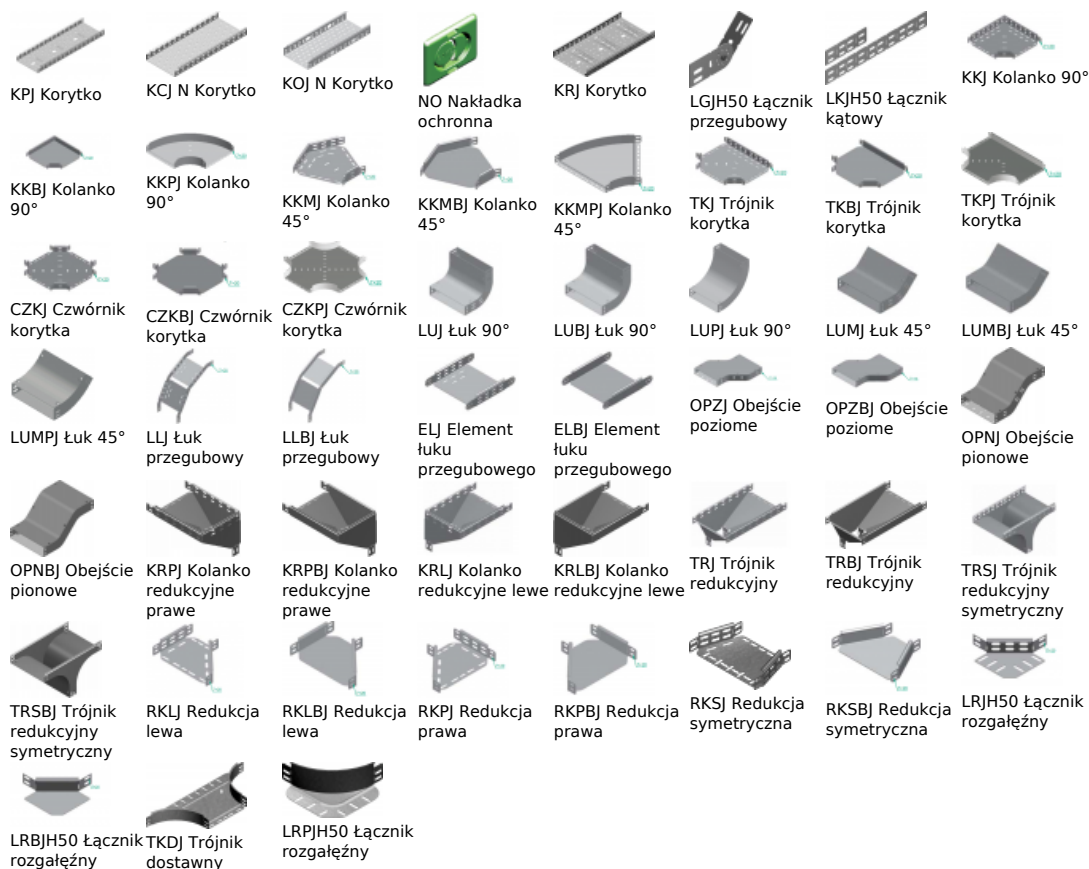 KPJ Korytko
KCJ N Korytko
KOJ N Korytko
NO Nakładka
ochronna
KRJ Korytko
LGJH50 Łącznik
przegubowy
LKJH50 Łącznik
kątowy
KKJ Kolanko 90°
KKBJ Kolanko
90°
KKPJ Kolanko
90°
KKMJ Kolanko
45°
KKMBJ Kolanko
45°
KKMPJ Kolanko
45°
TKJ Trójnik
korytka
TKBJ Trójnik
korytka
TKPJ Trójnik
korytka
CZKJ Czwórnik
korytka
CZKBJ Czwórnik
korytka
CZKPJ Czwórnik
korytka
LUJ Łuk 90°
LUBJ Łuk 90°
LUPJ Łuk 90°
LUMJ Łuk 45°
LUMBJ Łuk 45°
LUMPJ Łuk 45°
LLJ Łuk
przegubowy
LLBJ Łuk
przegubowy
ELJ Element
łuku
przegubowego
ELBJ Element
łuku
przegubowego
OPZJ Obejście
poziome
OPZBJ Obejście
poziome
OPNJ Obejście
pionowe
OPNBJ Obejście
pionowe
KRPJ Kolanko
redukcyjne
prawe
KRPBJ Kolanko
redukcyjne
prawe
KRLJ Kolanko
redukcyjne lewe
KRLBJ Kolanko
redukcyjne lewe
TRJ Trójnik
redukcyjny
TRBJ Trójnik
redukcyjny
TRSJ Trójnik
redukcyjny
symetryczny
TRSBJ Trójnik
redukcyjny
symetryczny
RKLJ Redukcja
lewa
RKLBJ Redukcja
lewa
RKPJ Redukcja
prawa
RKPBJ Redukcja
prawa
RKSJ Redukcja
symetryczna
RKSBJ Redukcja
symetryczna
LRJH50 Łącznik
rozgałęźny
LRBJH50 Łącznik
rozgałęźny
TKDJ Trójnik
dostawny
LRPJH50 Łącznik
rozgałęźny